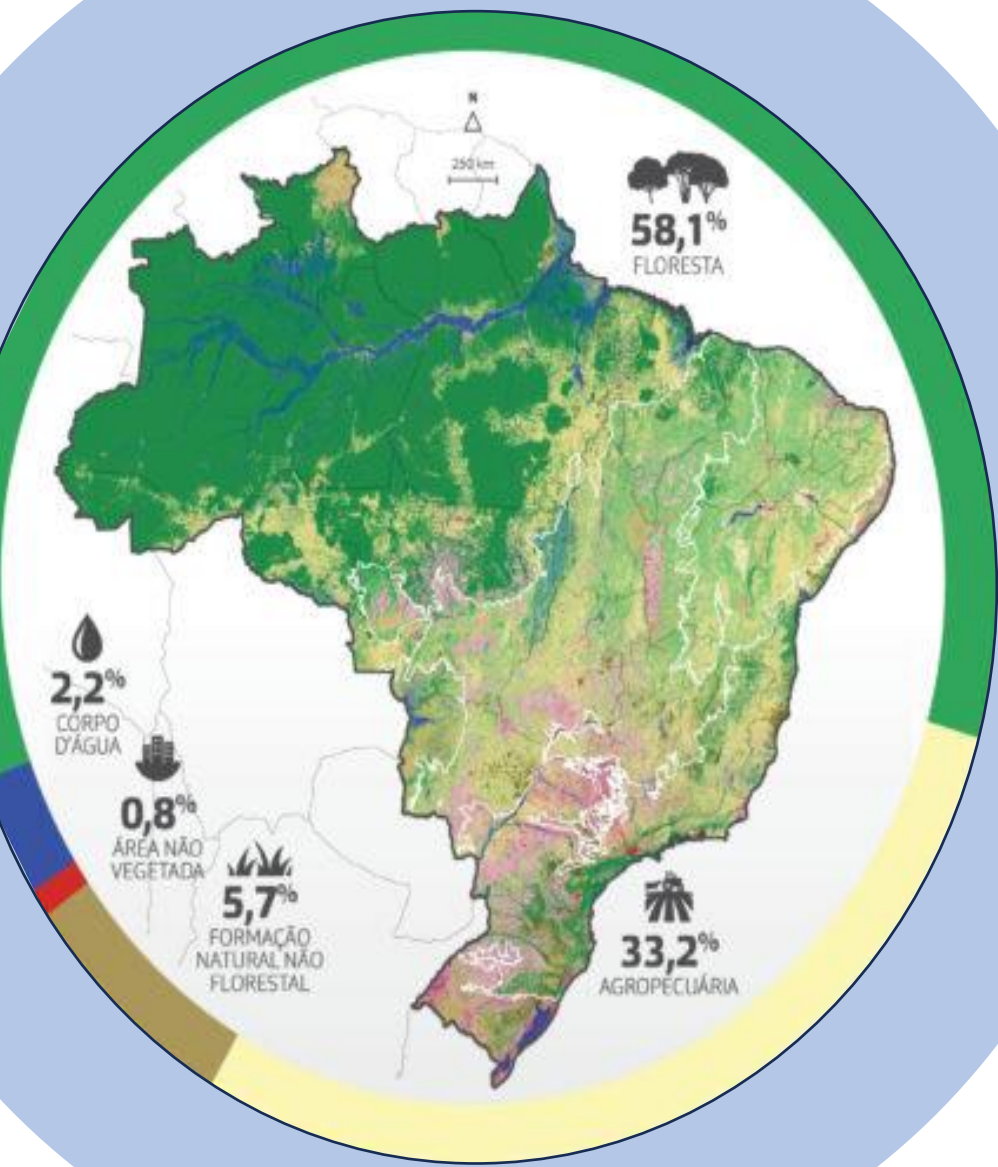 N
250 km
58,1%
FLORESTA
2,2%
CORPO
D'ÁGUA
0,8%
ÁREA NÃO
VEGETADA
5,7%
FORMAÇÃO
NATURAL NÃO
FLORESTAL
33,2%
AGROPECUÁRIA